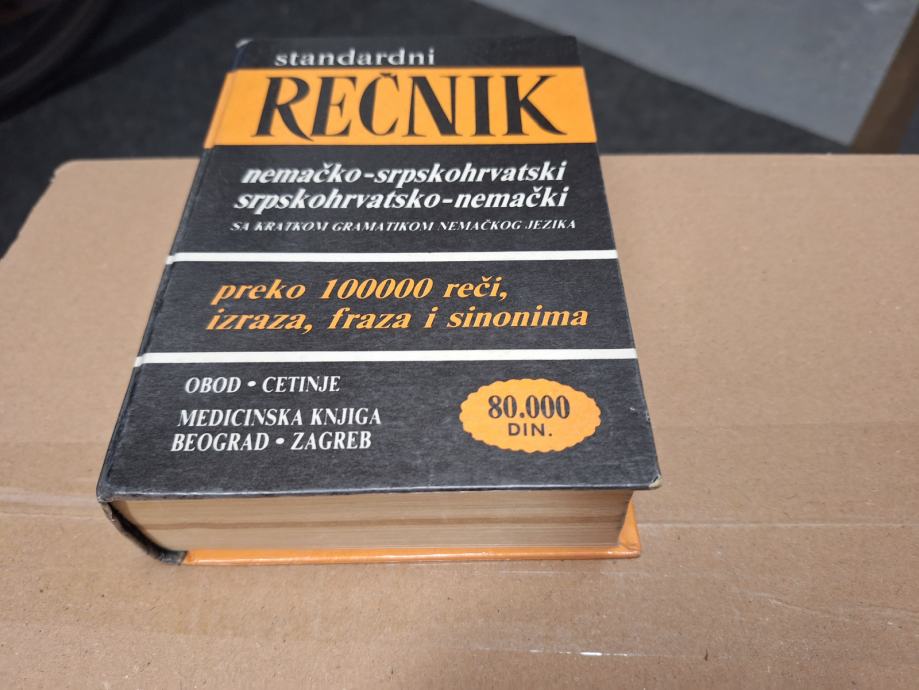 standardni
REČNIK
nemačko-srpskohrvatski
srpskohrvatsko-nemački
SA KRATKOM GRAMATIKOM NEMAČKOG JEZIKA
preko 100000 reči,
izraza, fraza i sinonima
OBOD • CETINJE
MEDICINSKA KNJIGA
BEOGRAD • ZAGREB
80.000
DIN.